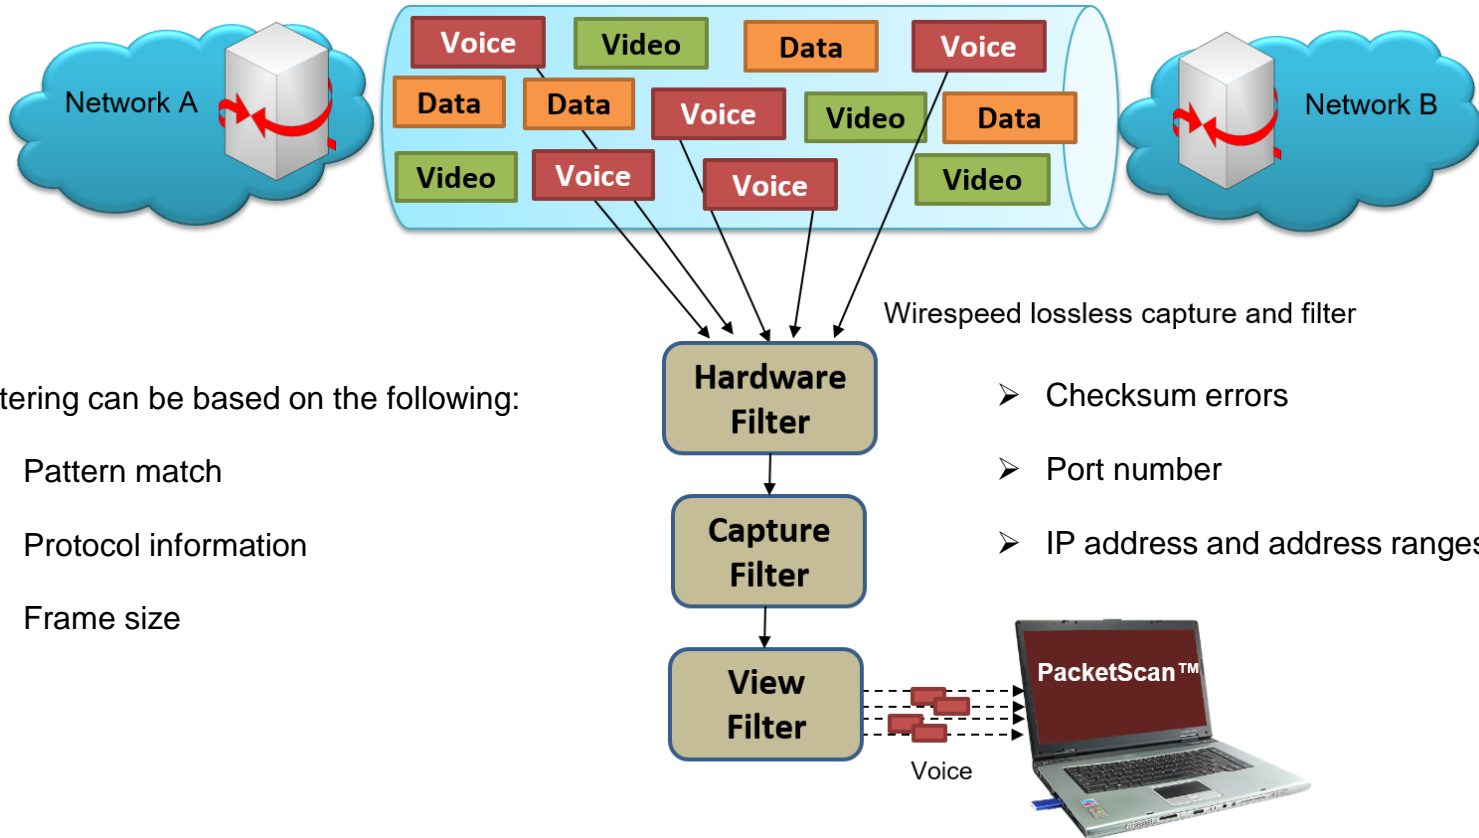 Voice
Video
Data
Voice
Network A
Data
Data
Voice
Video
Data
Network B
Video
Voice
Voice
Video
Wirespeed lossless capture and filter
tering can be based on the following:
Pattern match
Protocol information
Frame size
Hardware
Filter
Capture
Filter
View
Filter
Checksum errors
Port number
IP address and address ranges
Voice
PacketScan™